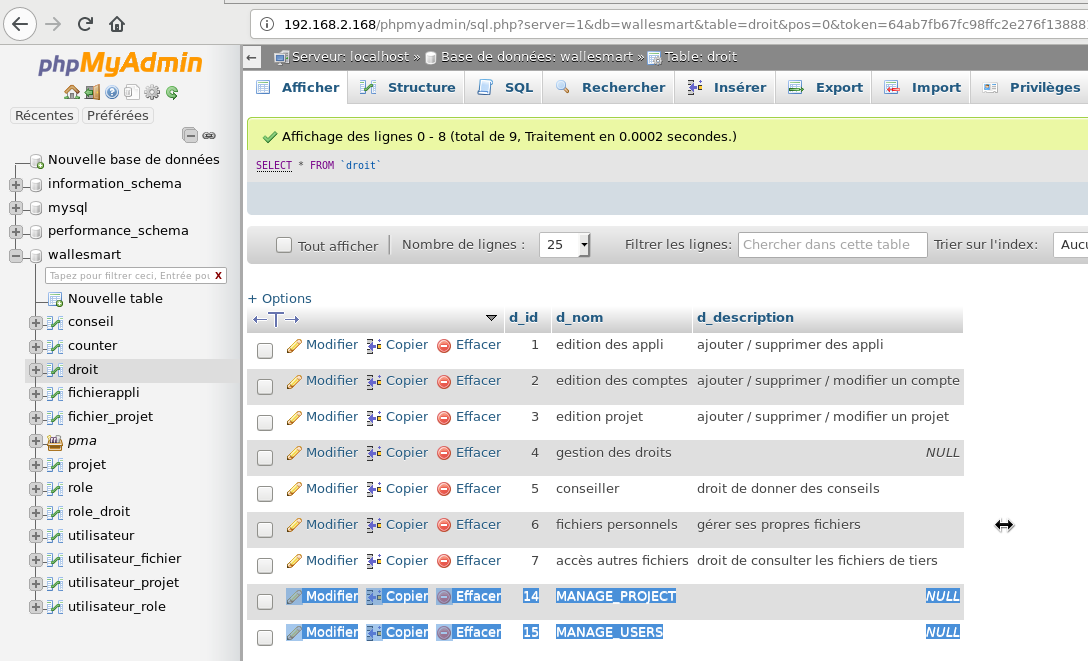 192.168.2.168/phpmyadmin/sql.php?server=1&db=wallesmart&table=droit&pos=0&token=64ab7fb67fc98ffc2e276f13888
phpMyAdmin
Récentes Préférées
Nouvelle base de données
information_schema
mysql
performance_schema
wallesmart
Tapez pour filtrer ceci, Entrée pou X
Nouvelle table
conseil
counter
droit
fichierappli
fichier_projet
pma
projet
role
role_droit
utilisateur
utilisateur_fichier
utilisateur_projet
utilisateur_role
Serveur: localhost » Base de données: wallesmart » Table: droit
Afficher Structure SQL Rechercher Insérer Export Import Privilèges
Affichage des lignes 0 - 8 (total de 9, Traitement en 0.0002 secondes.)
SELECT * FROM `droit`
Tout afficher Nombre de lignes : 25 Filtrer les lignes: Chercher dans cette table Trier sur l'index: Aucu
+ Options
←T→ d_id d_nom d_description
Modifier Copier Effacer 1 edition des appli ajouter / supprimer des appli
Modifier Copier Effacer 2 edition des comptes ajouter / supprimer / modifier un compte
Modifier Copier Effacer 3 edition projet ajouter / supprimer / modifier un projet
Modifier Copier Effacer 4 gestion des droits NULL
Modifier Copier Effacer 5 conseiller droit de donner des conseils
Modifier Copier Effacer 6 fichiers personnels gérer ses propres fichiers
Modifier Copier Effacer 7 accès autres fichiers droit de consulter les fichiers de tiers
Modifier Copier Effacer 14 MANAGE_PROJECT NULL
Modifier Copier Effacer 15 MANAGE_USERS NULL